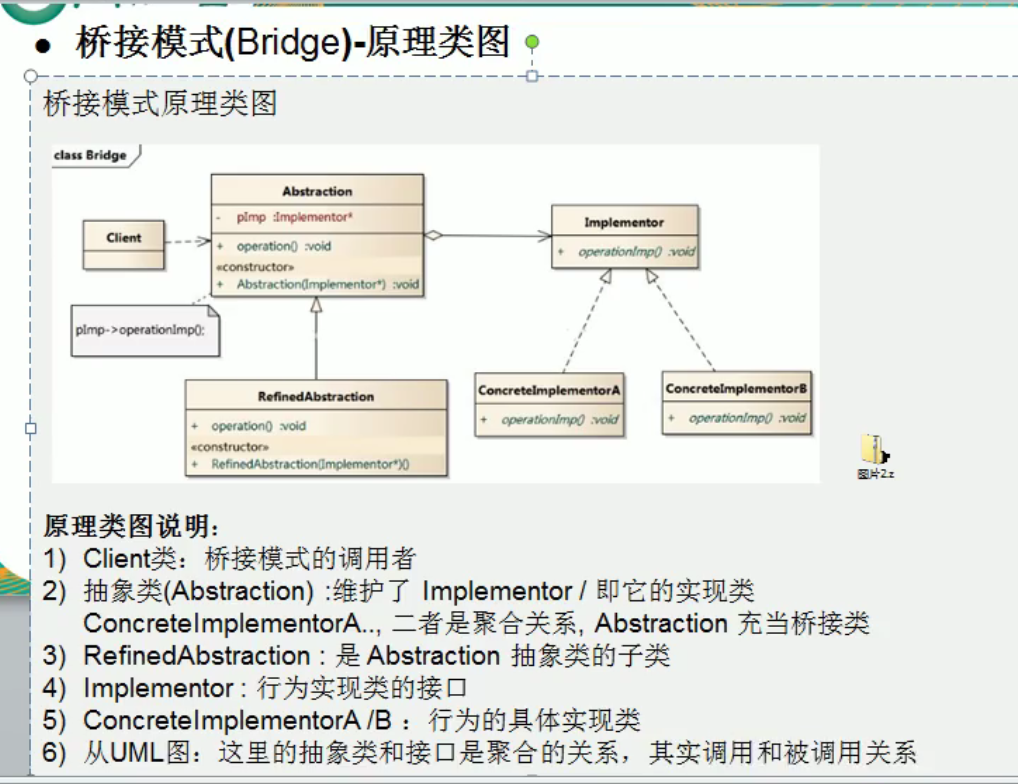 ● 桥接模式(Bridge)-原理类图
桥接模式原理类图
class Bridge
Abstraction
- pImp :Implementor*
+ operation() :void
«constructor»
+ Abstraction(Implementor*) :void
Client
pImp->operationImp();
Implementor
+ operationImp() :void
RefinedAbstraction
+ operation() :void
«constructor»
+ RefinedAbstraction(Implementor*)()
ConcreteImplementorA
+ operationImp() :void
ConcreteImplementorB
+ operationImp() :void
图片2.z
原理类图说明:
1) Client类：桥接模式的调用者
2) 抽象类(Abstraction) :维护了 Implementor / 即它的实现类
ConcreteImplementorA.., 二者是聚合关系, Abstraction 充当桥接类
3) RefinedAbstraction : 是 Abstraction 抽象类的子类
4) Implementor : 行为实现类的接口
5) ConcreteImplementorA /B ：行为的具体实现类
6) 从UML图：这里的抽象类和接口是聚合的关系，其实调用和被调用关系